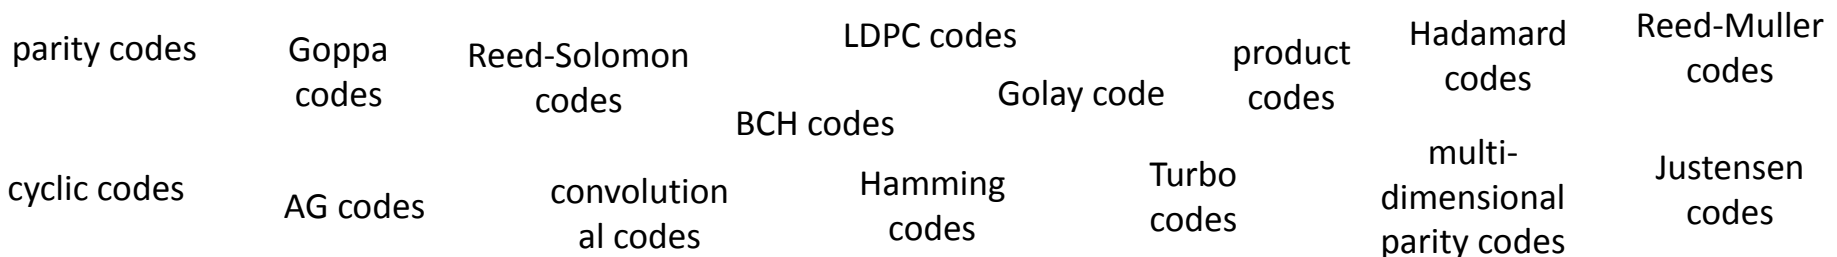 parity codes
Goppa
codes
Reed-Solomon
codes
LDPC codes
BCH codes
Golay code
product
codes
Hadamard
codes
Reed-Muller
codes
cyclic codes
AG codes
convolution
al codes
Hamming
codes
Turbo
codes
multi-
dimensional
parity codes
Justensen
codes